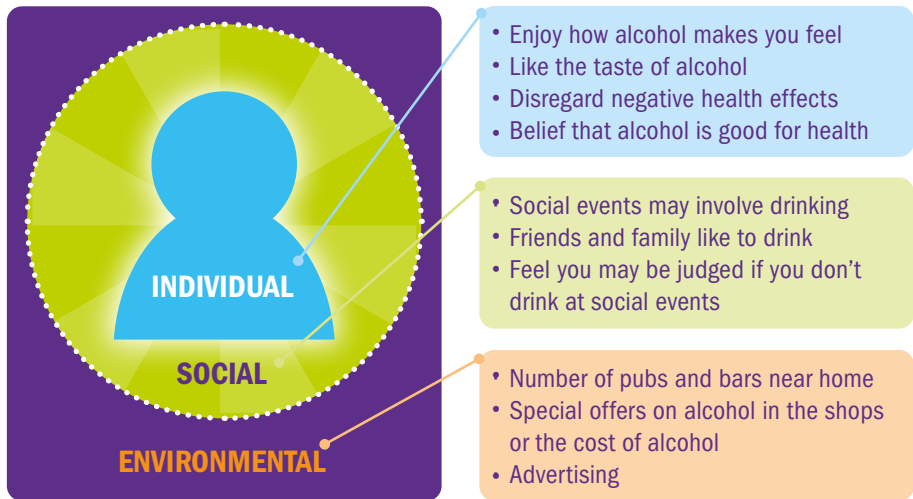 INDIVIDUAL
SOCIAL
ENVIRONMENTAL
• Enjoy how alcohol makes you feel
• Like the taste of alcohol
• Disregard negative health effects
• Belief that alcohol is good for health
• Social events may involve drinking
• Friends and family like to drink
• Feel you may be judged if you don’t
drink at social events
• Number of pubs and bars near home
• Special offers on alcohol in the shops
or the cost of alcohol
• Advertising